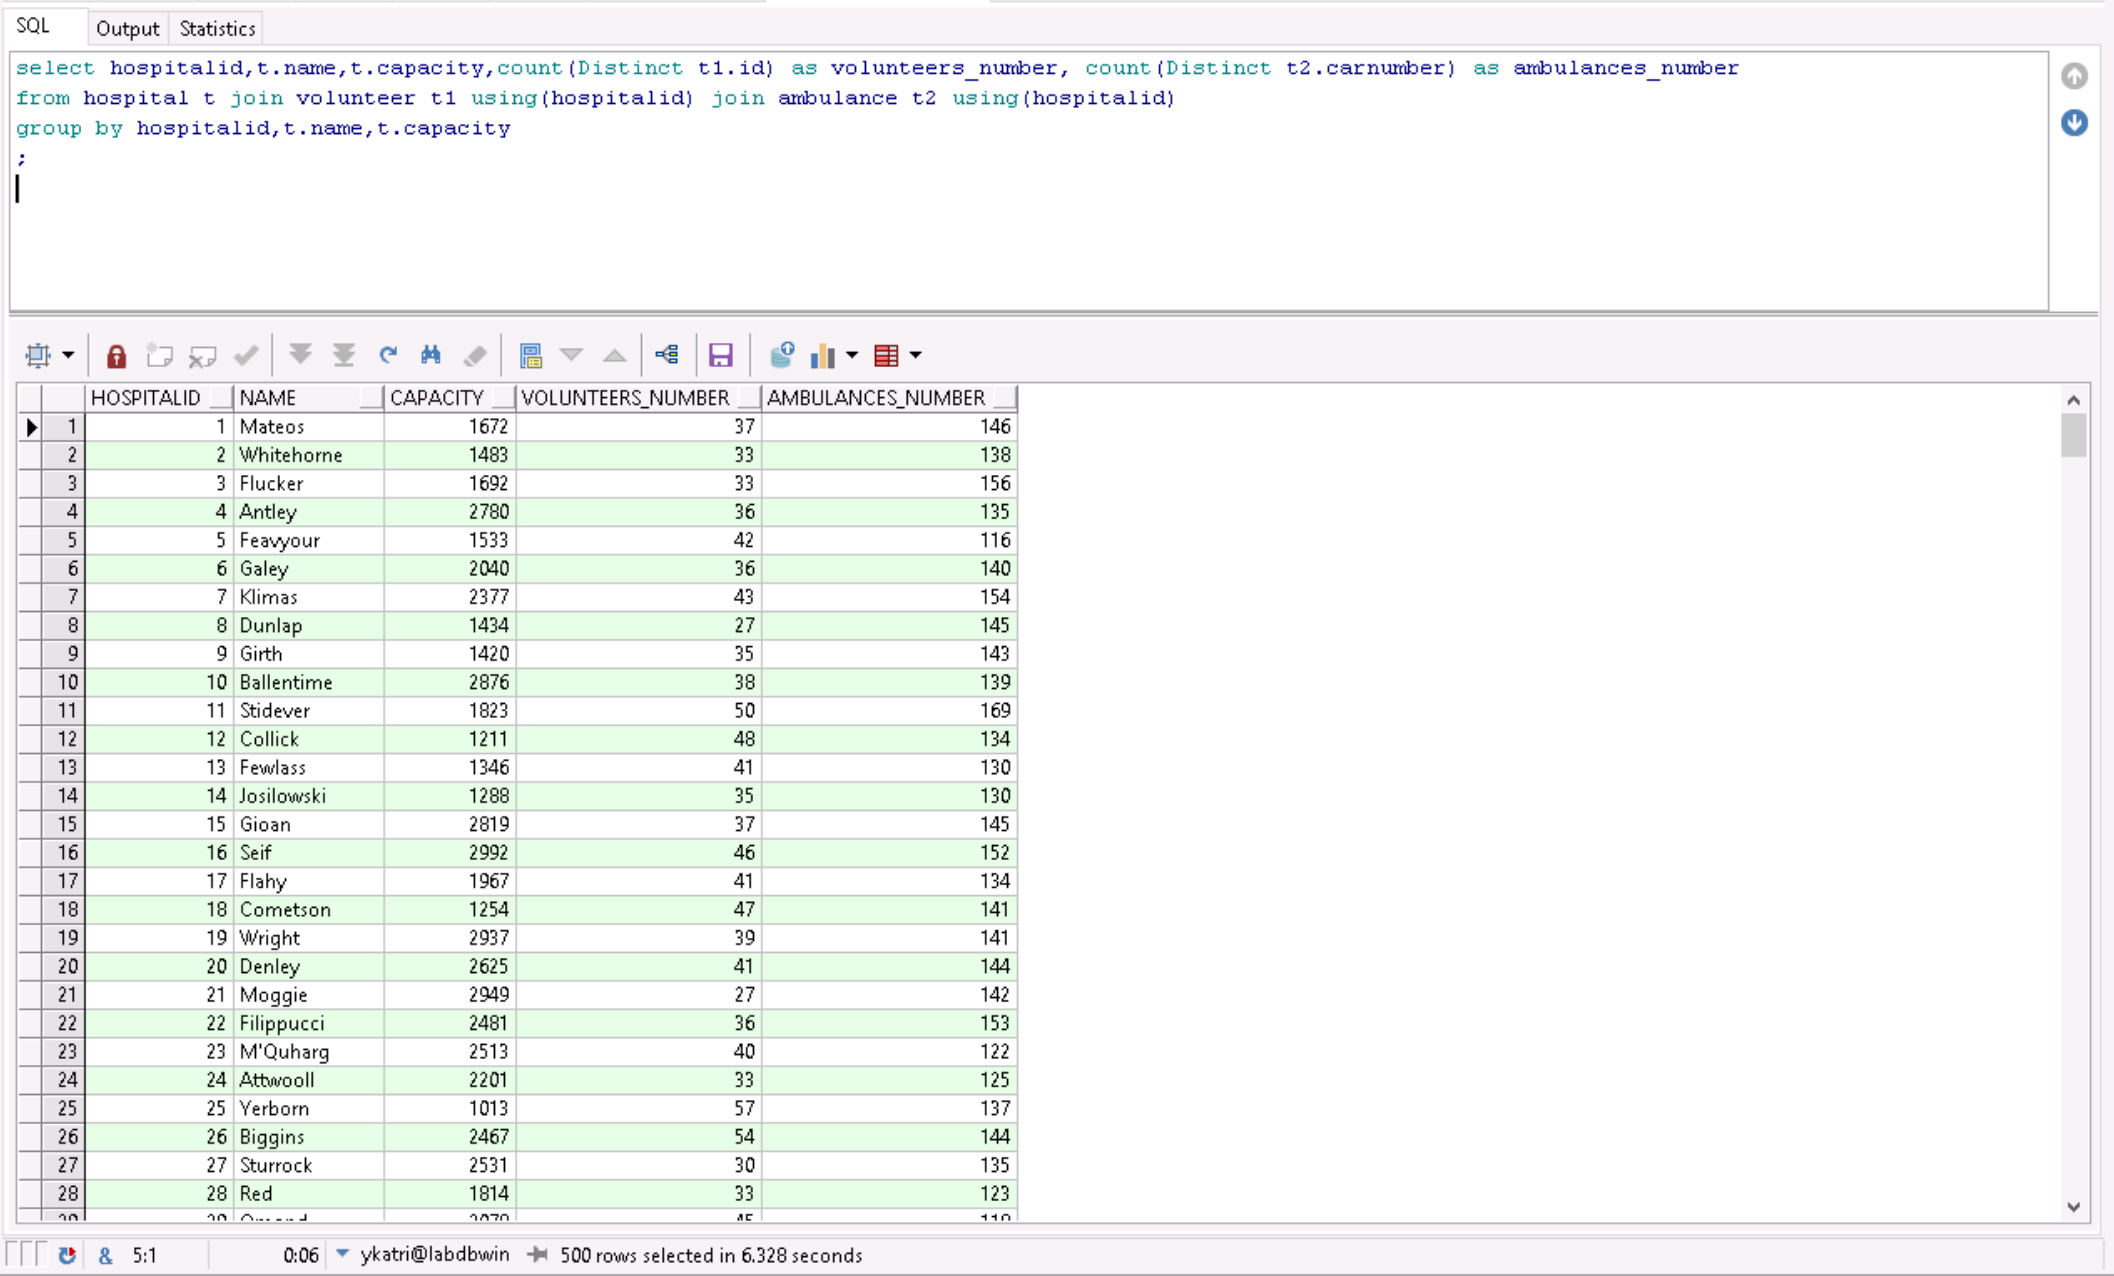 SQL Output Statistics
select hospitalid,t.name,t.capacity,count(Distinct t1.id) as volunteers_number, count(Distinct t2.carnumber) as ambulances_number
from hospital t join volunteer t1 using(hospitalid) join ambulance t2 using(hospitalid)
group by hospitalid,t.name,t.capacity
;
HOSPITALID NAME CAPACITY VOLUNTEERS_NUMBER AMBULANCES_NUMBER
1 1 Mateos 1672 37 146
2 2 Whitehorne 1483 33 138
3 3 Flucker 1692 33 156
4 4 Antley 2780 36 135
5 5 Feavyour 1533 42 116
6 6 Galey 2040 36 140
7 7 Klimas 2377 43 154
8 8 Dunlap 1434 27 145
9 9 Girth 1420 35 143
10 10 Ballentime 2876 38 139
11 11 Stidever 1823 50 169
12 12 Collick 1211 48 134
13 13 Fewlass 1346 41 130
14 14 Josilowski 1288 35 130
15 15 Gioan 2819 37 145
16 16 Seif 2992 46 152
17 17 Flahy 1967 41 134
18 18 Cometson 1254 47 141
19 19 Wright 2937 39 141
20 20 Denley 2625 41 144
21 21 Moggie 2949 27 142
22 22 Filippucci 2481 36 153
23 23 M'Quharg 2513 40 122
24 24 Attwooll 2201 33 125
25 25 Yerborn 1013 57 137
26 26 Biggins 2467 54 144
27 27 Sturrock 2531 30 135
28 28 Red 1814 33 123
& 5:1 0:06 ykatri@labdbwin 500 rows selected in 6.328 seconds